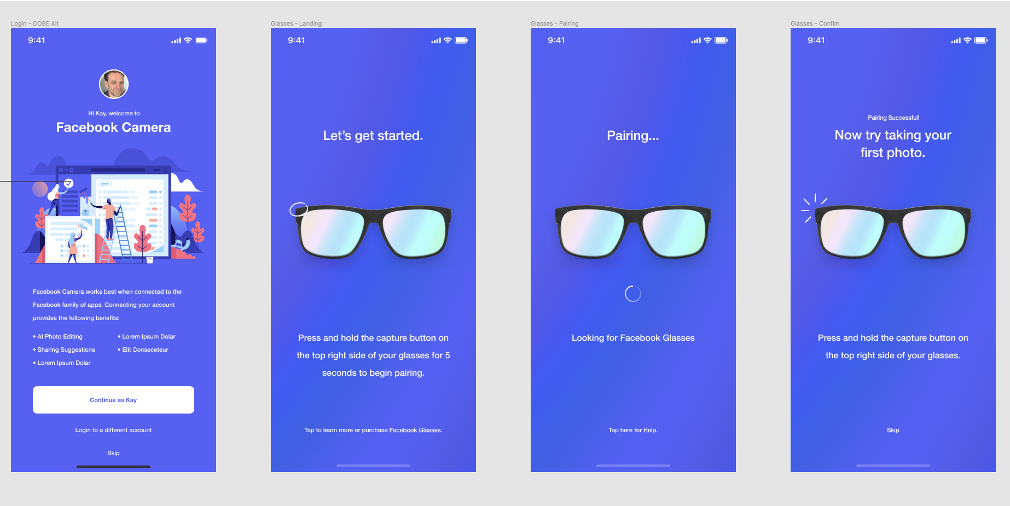 Login - OOBE Alt
9:41
Hi Kay, welcome to
Facebook Camera
Facebook Camera works best when connected to the
Facebook family of apps. Connecting your account
provides the following benefits:
• AI Photo Editing
• Lorem Ipsum Dolar
• Sharing Suggestions
• Elit Conseceteur
• Lorem Ipsum Dolar
Continue as Kay
Login to a different account
Skip
Glasses - Landing
9:41
Let's get started.
Press and hold the capture button on
the top right side of your glasses for 5
seconds to begin pairing.
Tap to learn more or purchase Facebook Glasses.
Glasses - Pairing
9:41
Pairing...
Looking for Facebook Glasses
Tap here for Help.
Glasses - Confim
9:41
Pairing Successful!
Now try taking your
first photo.
Press and hold the capture button on
the top right side of your glasses.
Skip